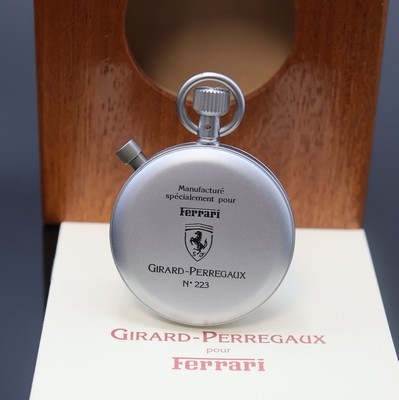 Manufacturé
spécialement pour
Ferrari
GIRARD-PERREGAUX
N° 223
GIRARD-PERREGAUX
pour
Ferrari